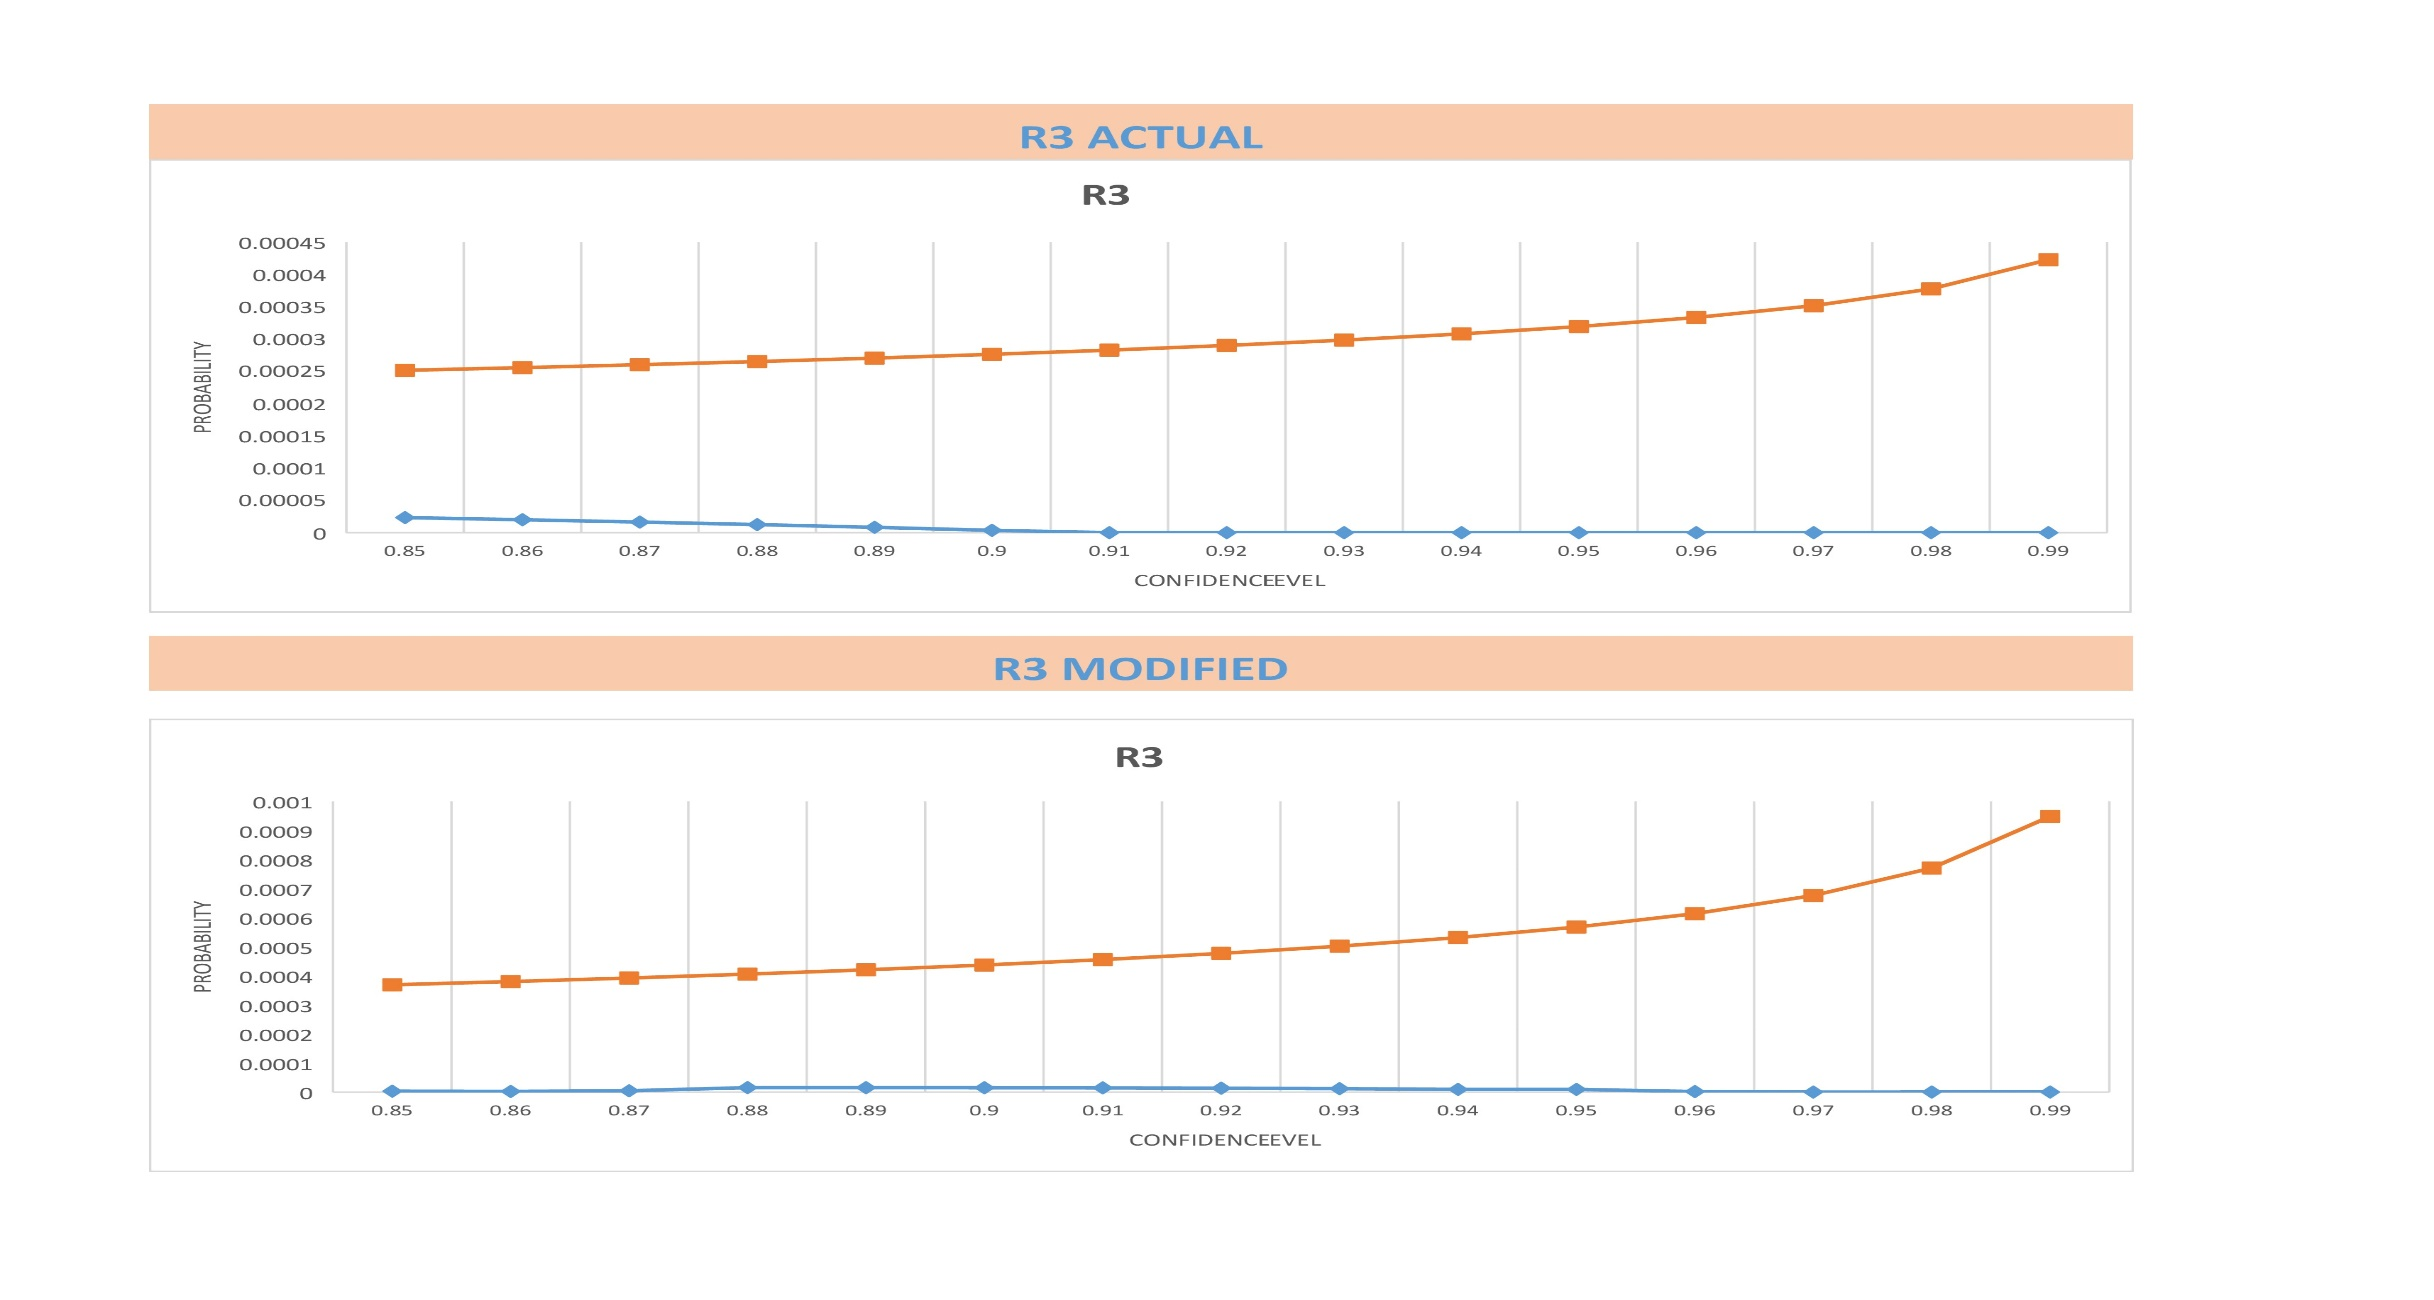 R3 ACTUAL
R3
0.00045
0.0004
0.00035
0.0003
0.00025
0.0002
0.00015
0.0001
0.00005
0
PROBABILITY
0.85 0.86 0.87 0.88 0.89 0.9 0.91 0.92 0.93 0.94 0.95 0.96 0.97 0.98 0.99
CONFIDENCEEVEL
R3 MODIFIED
R3
0.001
0.0009
0.0008
0.0007
0.0006
0.0005
0.0004
0.0003
0.0002
0.0001
0
PROBABILITY
0.85 0.86 0.87 0.88 0.89 0.9 0.91 0.92 0.93 0.94 0.95 0.96 0.97 0.98 0.99
CONFIDENCEEVEL